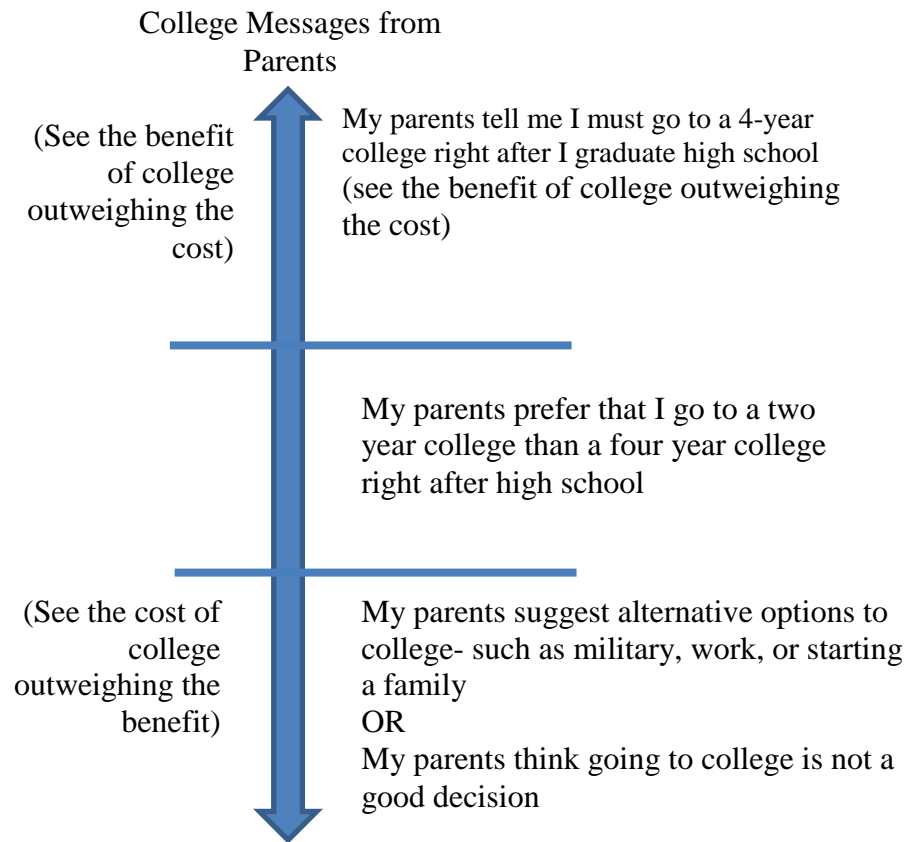 College Messages from
Parents
(See the benefit
of college
outweighing the
cost)
My parents tell me I must go to a 4-year
college right after I graduate high school
(see the benefit of college outweighing
the cost)
My parents prefer that I go to a two
year college than a four year college
right after high school
(See the cost of
college
outweighing the
benefit)
My parents suggest alternative options to
college- such as military, work, or starting
a family
OR
My parents think going to college is not a
good decision